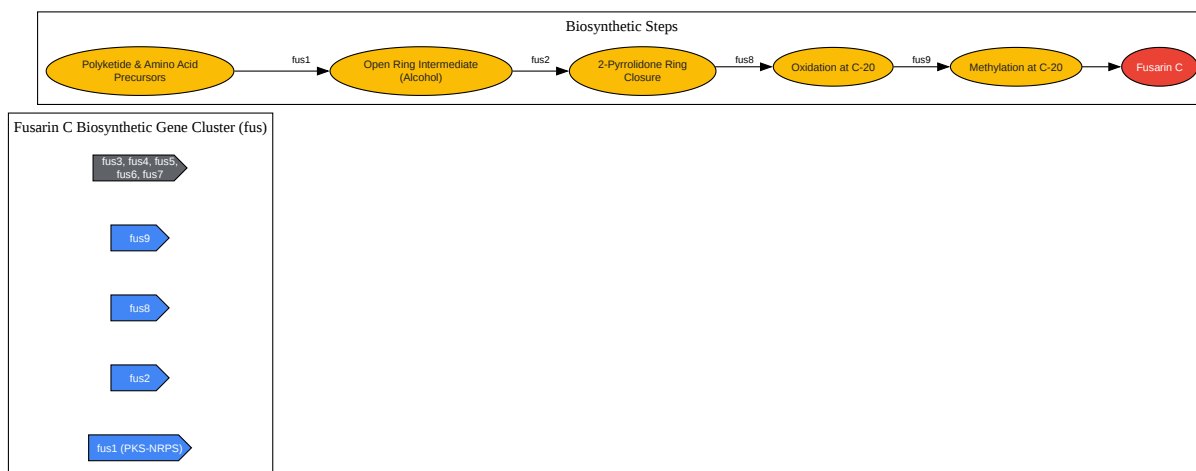 Biosynthetic Steps
Polyketide & Amino Acid
Precursors
fus1
Open Ring Intermediate
(Alcohol)
fus2
2-Pyrrolidone Ring
Closure
fus8
Oxidation at C-20
fus9
Methylation at C-20
Fusarin C
Fusarin C Biosynthetic Gene Cluster (fus)
fus3, fus4, fus5,
fus6, fus7
fus9
fus8
fus2
fus1 (PKS-NRPS)